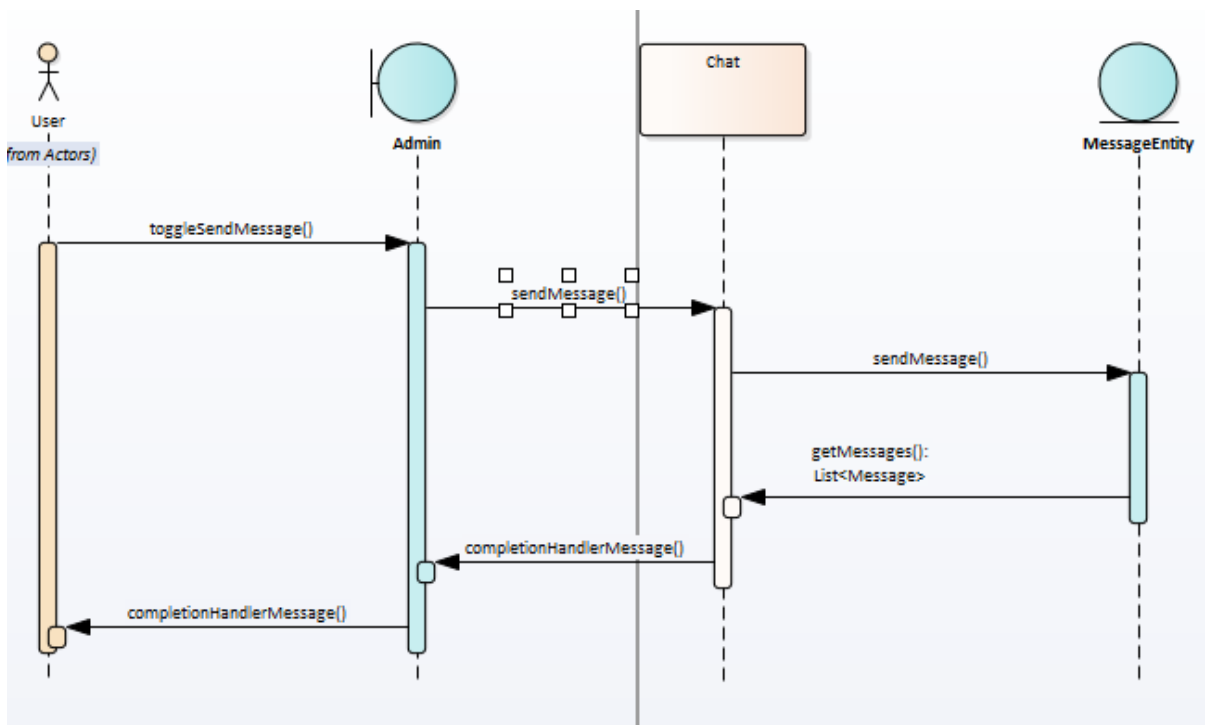 User
from Actors)
Admin
Chat
MessageEntity
toggleSendMessage()
sendMessage()
sendMessage()
getMessages():
List<Message>
completionHandlerMessage()
completionHandlerMessage()